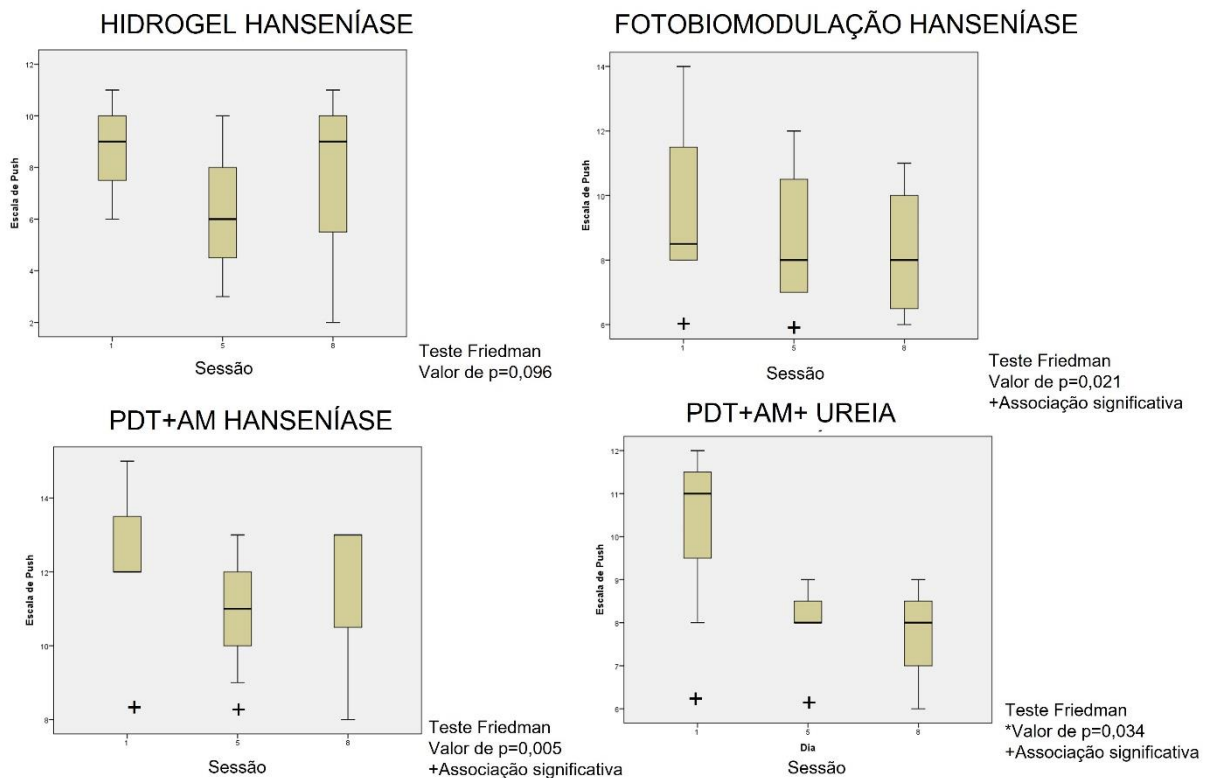 HIDROGEL HANSENÍASE
12
10
8
6
4
2
Escala de Push
1
5
8
Sessão
Teste Friedman
Valor de p=0,096
FOTOBIOMODULAÇÃO HANSENÍASE
14
12
10
8
6
Escala de Push
+
+
1
5
8
Sessão
Teste Friedman
Valor de p=0,021
+Associação significativa
PDT+AM HANSENÍASE
14
12
10
8
Escala de Push
+
+
1
5
8
Sessão
Teste Friedman
Valor de p=0,005
+Associação significativa
PDT+AM+ UREIA
12
11
10
9
8
7
6
Escala de Push
+
+
1
5
8
Dia
Sessão
Teste Friedman
*Valor de p=0,034
+Associação significativa